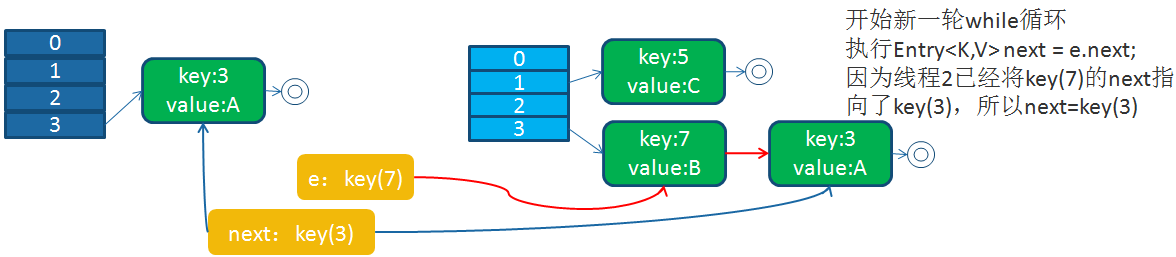 0
1
2
3
key:3
value:A
0
1
2
3
key:5
value:C
key:7
value:B
key:3
value:A
e：key(7)
next：key(3)
开始新一轮while循环
执行Entry<K,V> next = e.next;
因为线程2已经将key(7)的next指
向了key(3)，所以next=key(3)